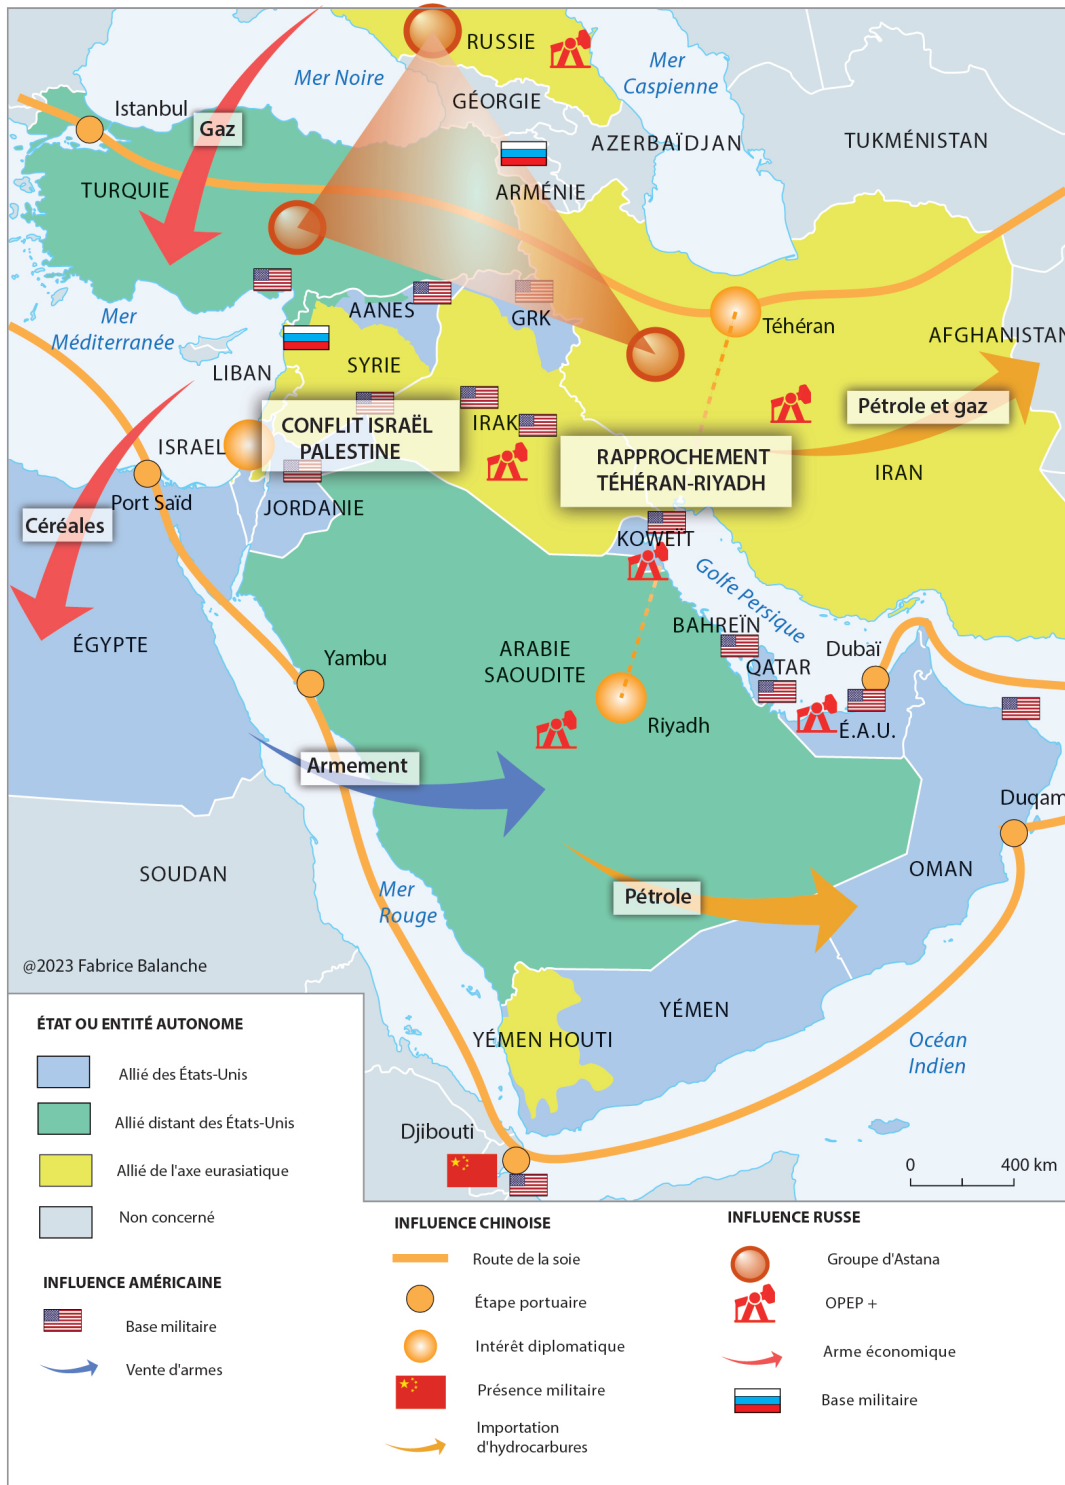 RUSSIE
Mer Noire
Mer
Caspienne
GÉORGIE
Istanbul
Gaz
AZERBAÏDJAN
TUKMÉNISTAN
TURQUIE
ARMÉNIE
AANES
GRK
Téhéran
Mer
Méditerranée
AFGHANISTAN
LIBAN
SYRIE
Pétrole et gaz
CONFLIT ISRAËL
PALESTINE
IRAK
ISRAEL
RAPPROCHEMENT
TÉHÉRAN-RIYADH
IRAN
Port Saïd
JORDANIE
Céréales
KOWEÏT
Golfe Persique
ÉGYPTE
BAHREÏN
Yambu
ARABIE
SAOUDITE
Dubaï
QATAR
Riyadh
É.A.U.
Armement
Duqam
SOUDAN
OMAN
Mer
Rouge
Pétrole
@2023 Fabrice Balanche
YÉMEN
YÉMEN HOUTI
Océan
Indien
Djibouti
0 400 km
ÉTAT OU ENTITÉ AUTONOME
Allié des États-Unis
Allié distant des États-Unis
Allié de l'axe eurasiatique
Non concerné
INFLUENCE AMÉRICAINE
Base militaire
Vente d'armes
INFLUENCE CHINOISE
Route de la soie
Étape portuaire
Intérêt diplomatique
Présence militaire
Importation
d'hydrocarbures
INFLUENCE RUSSE
Groupe d'Astana
OPEP +
Arme économique
Base militaire